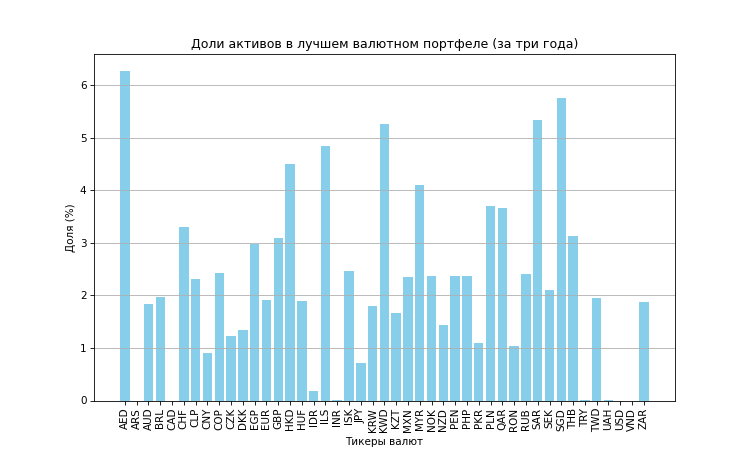 Доли активов в лучшем валютном портфеле (за три года)
Доля (%)
6
5
4
3
2
1
0
AED ARS AUD BRL CAD CHF CLP CNY COP CZK DKK EGP EUR GBP HKD HUF IDR ILS INR ISK JPY KRW KWD KZT MXN MYR NOK NZD PEN PHP PKR PLN QAR RON RUB SAR SEK SGD THB TRY TWD UAH USD VND ZAR
Тикеры валют